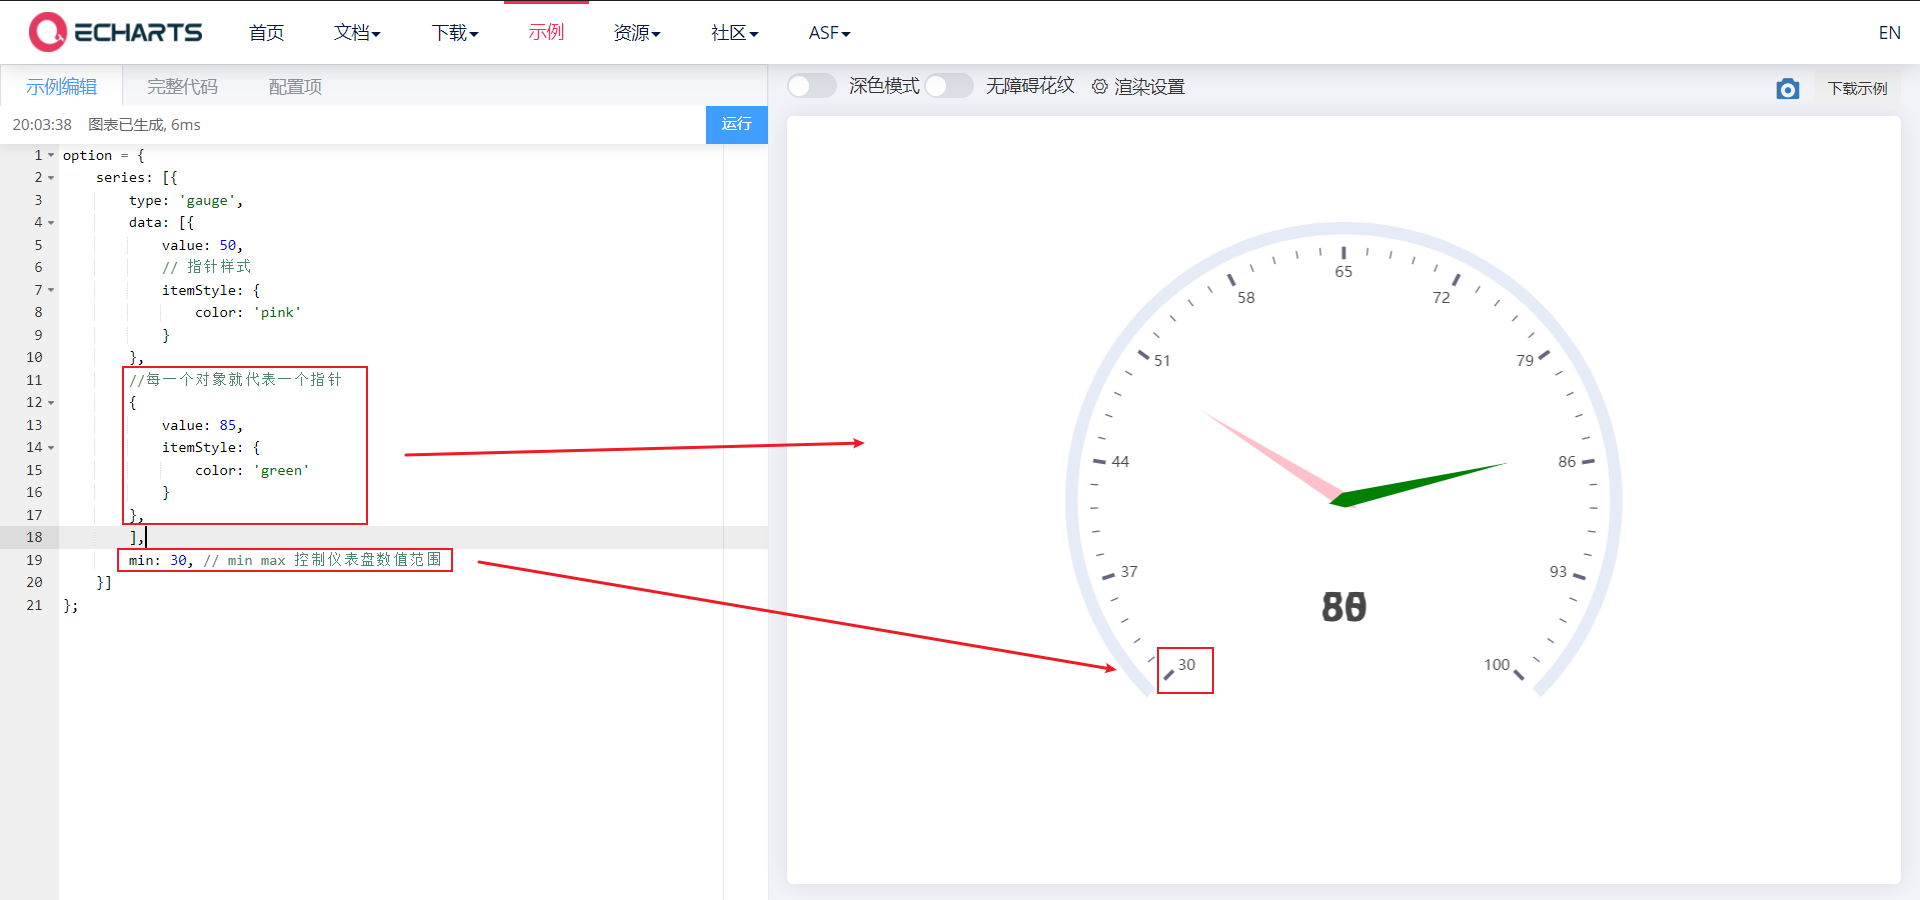 ECHARTS 首页 文档 下载 示例 资源 社区 ASF EN
示例编辑 完整代码 配置项
20:03:38 图表已生成, 6ms 运行
1 option = {
2 series: [{
3 type: 'gauge',
4 data: [{
5 value: 50,
6 // 指针样式
7 itemStyle: {
8 color: 'pink'
9 }
10 },
11 //每一个对象就代表一个指针
12 {
13 value: 85,
14 itemStyle: {
15 color: 'green'
16 }
17 },
18 ],
19 min: 30, // min max 控制仪表盘数值范围
20 }]
21 };
深色模式 无障碍花纹 渲染设置 下载示例
65
58 72
51 79
44 86
37 93
30 100